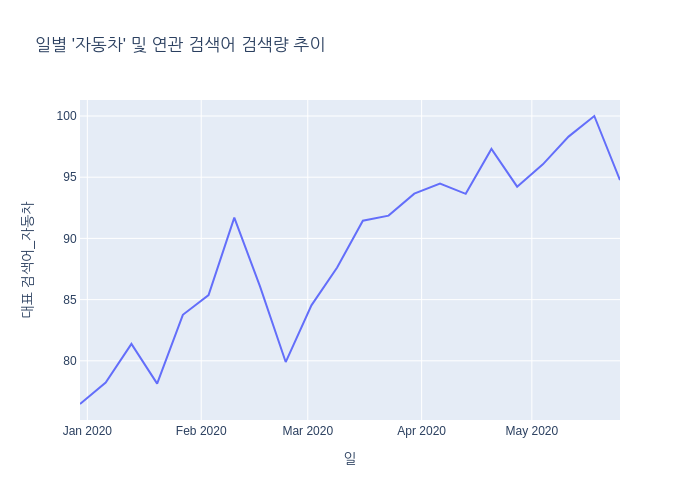 일별 '자동차' 및 연관 검색어 검색량 추이
100
95
90
85
80
대표 검색어_자동차
Jan 2020
Feb 2020
Mar 2020
Apr 2020
May 2020
일